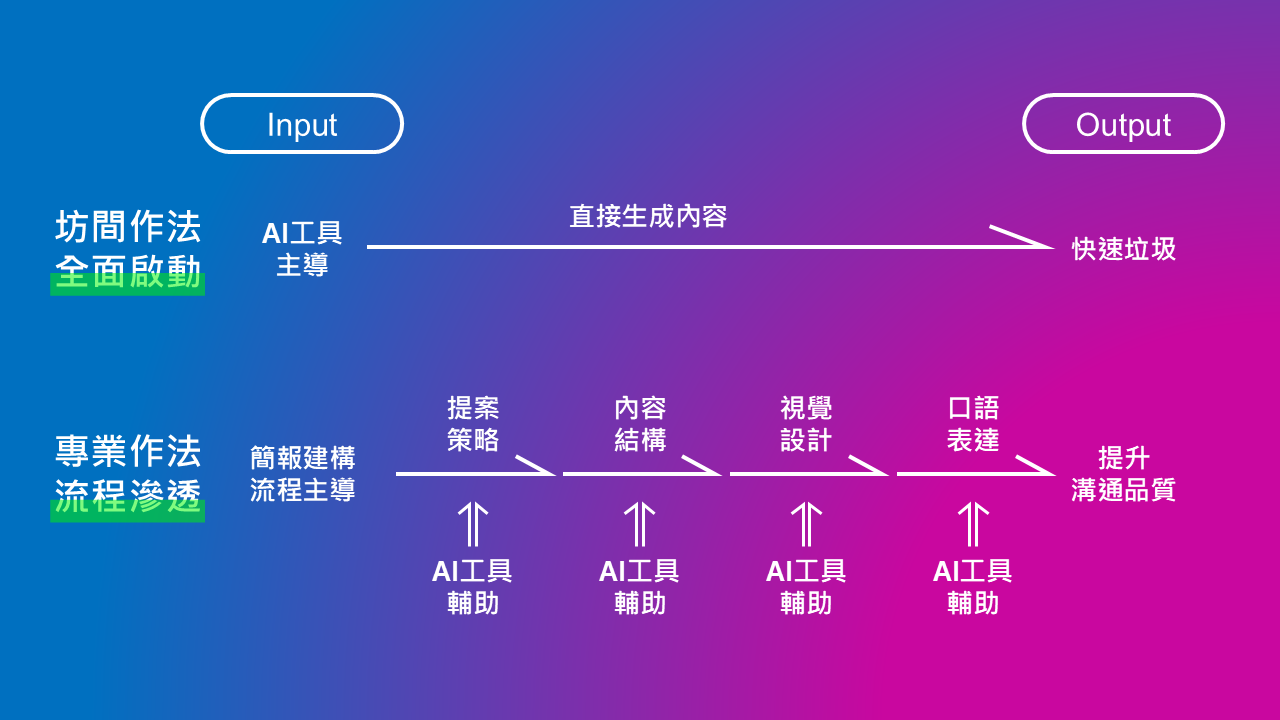 Input
Output
坊間作法
全面啟動
AI工具
主導
直接生成內容
快速垃圾
專業作法
流程滲透
簡報建構
流程主導
提案
策略
內容
結構
視覺
設計
口語
表達
提升
溝通品質
AI工具
輔助
AI工具
輔助
AI工具
輔助
AI工具
輔助